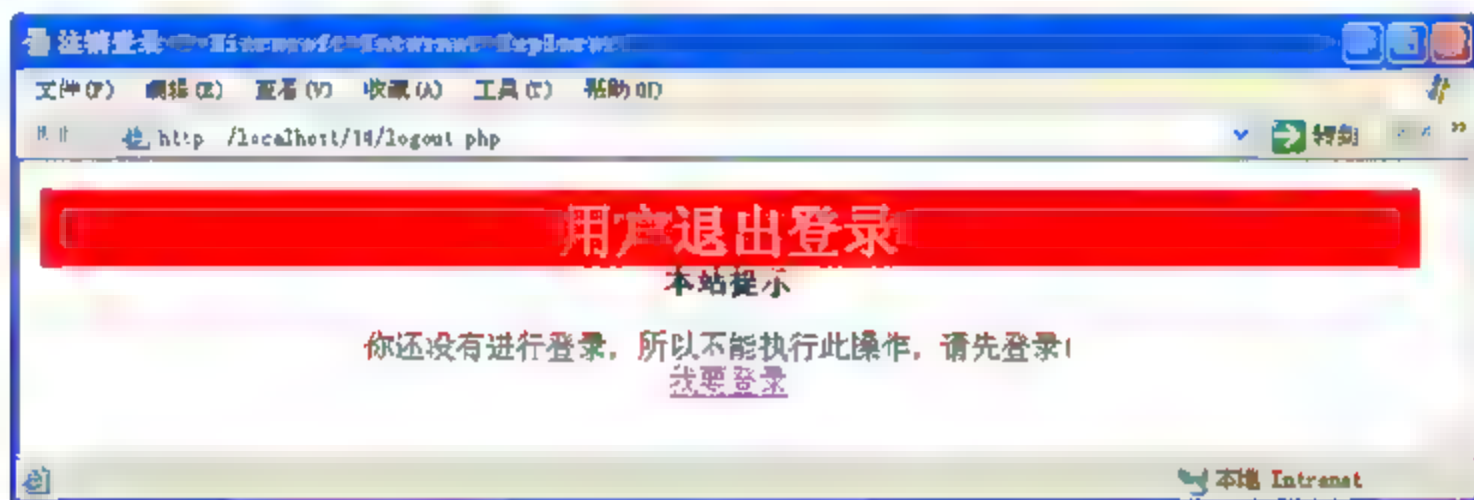 注销登录 - Microsoft Internet Explorer
文件(F) 编辑(E) 查看(V) 收藏(A) 工具(T) 帮助(H)
http://localhost/14/logout.php 转到 »
用户退出登录
本站提示
你还没有进行登录，所以不能执行此操作，请先登录！
我要登录
本地 Intranet